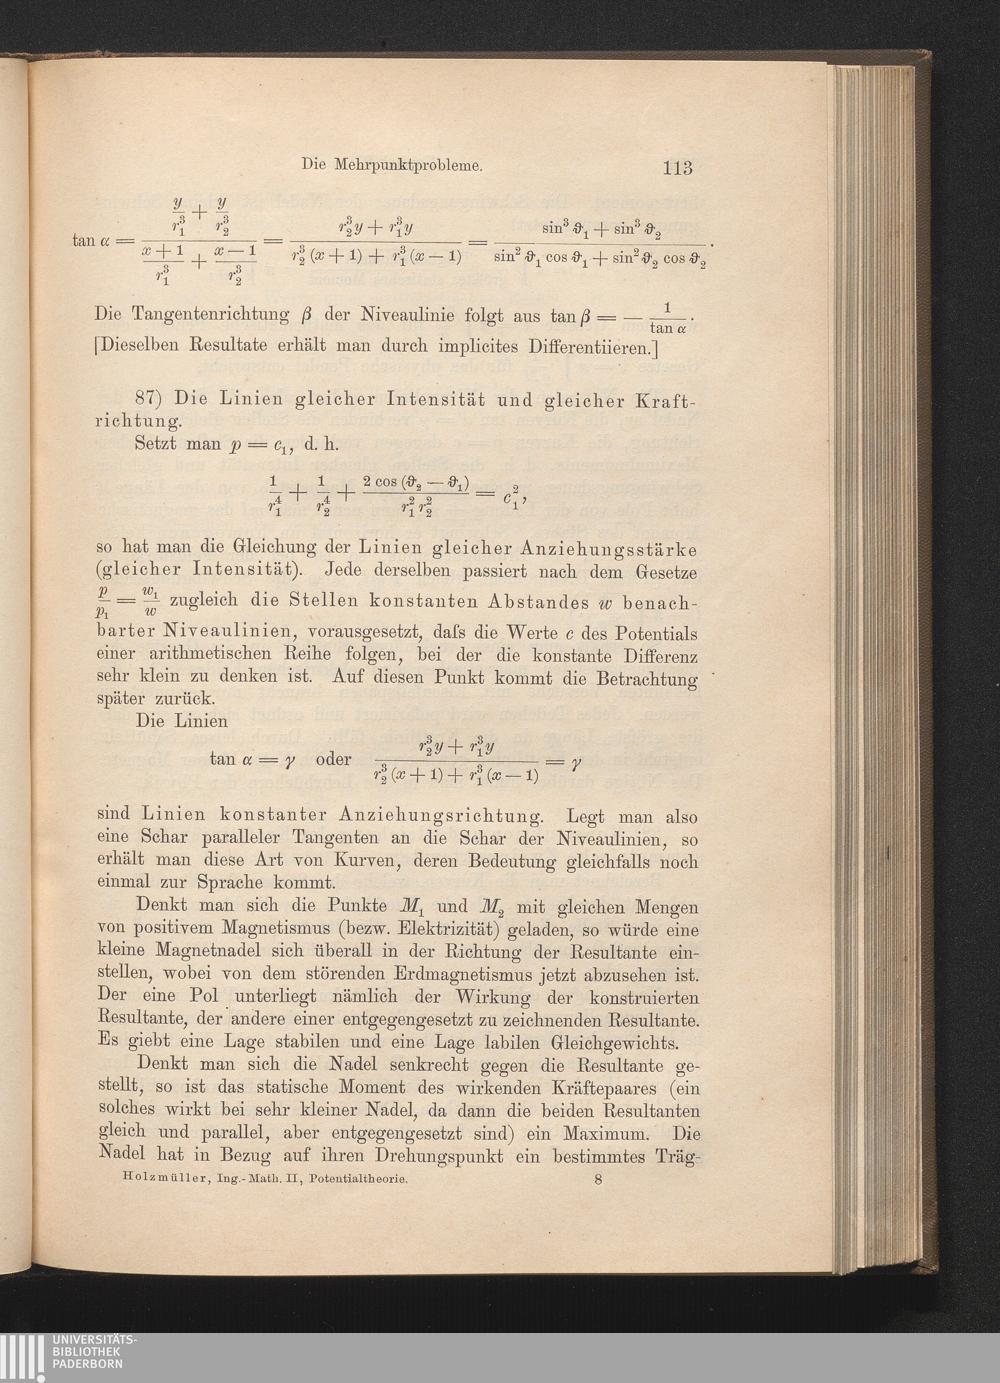 Die Mehrpunktprobleme. 113
tan α = (y/r₁³ + y/r₂³) / ((x + 1)/r₁³ + (x — 1)/r₂³) = (r₂³y + r₁³y) / (r₂³ (x + 1) + r₁³ (x — 1)) = (sin³ ϑ₁ + sin³ ϑ₂) / (sin² ϑ₁ cos ϑ₁ + sin² ϑ₂ cos ϑ₂).
Die Tangentenrichtung β der Niveaulinie folgt aus tan β = — 1/tan α.
[Dieselben Resultate erhält man durch implicites Differentiieren.]
87) Die Linien gleicher Intensität und gleicher Kraft-
richtung.
Setzt man p = c₁, d. h.
1/r₁⁴ + 1/r₂⁴ + 2 cos (ϑ₂ — ϑ₁)/(r₁² r₂²) = c₁²,
so hat man die Gleichung der Linien gleicher Anziehungsstärke
(gleicher Intensität). Jede derselben passiert nach dem Gesetze
p/p₁ = w₁/w zugleich die Stellen konstanten Abstandes w benach-
barter Niveaulinien, vorausgesetzt, daſs die Werte c des Potentials
einer arithmetischen Reihe folgen, bei der die konstante Differenz
sehr klein zu denken ist. Auf diesen Punkt kommt die Betrachtung
später zurück.
Die Linien
tan α = γ oder (r₂³y + r₁³y) / (r₂³ (x + 1) + r₁³ (x — 1)) = γ
sind Linien konstanter Anziehungsrichtung. Legt man also
eine Schar paralleler Tangenten an die Schar der Niveaulinien, so
erhält man diese Art von Kurven, deren Bedeutung gleichfalls noch
einmal zur Sprache kommt.
Denkt man sich die Punkte M₁ und M₂ mit gleichen Mengen
von positivem Magnetismus (bezw. Elektrizität) geladen, so würde eine
kleine Magnetnadel sich überall in der Richtung der Resultante ein-
stellen, wobei von dem störenden Erdmagnetismus jetzt abzusehen ist.
Der eine Pol unterliegt nämlich der Wirkung der konstruierten
Resultante, der andere einer entgegengesetzt zu zeichnenden Resultante.
Es giebt eine Lage stabilen und eine Lage labilen Gleichgewichts.
Denkt man sich die Nadel senkrecht gegen die Resultante ge-
stellt, so ist das statische Moment des wirkenden Kräftepaares (ein
solches wirkt bei sehr kleiner Nadel, da dann die beiden Resultanten
gleich und parallel, aber entgegengesetzt sind) ein Maximum. Die
Nadel hat in Bezug auf ihren Drehungspunkt ein bestimmtes Träg-
Holzmüller, Ing.-Math. II, Potentialtheorie. 8
UNIVERSITÄTS-
BIBLIOTHEK
PADERBORN